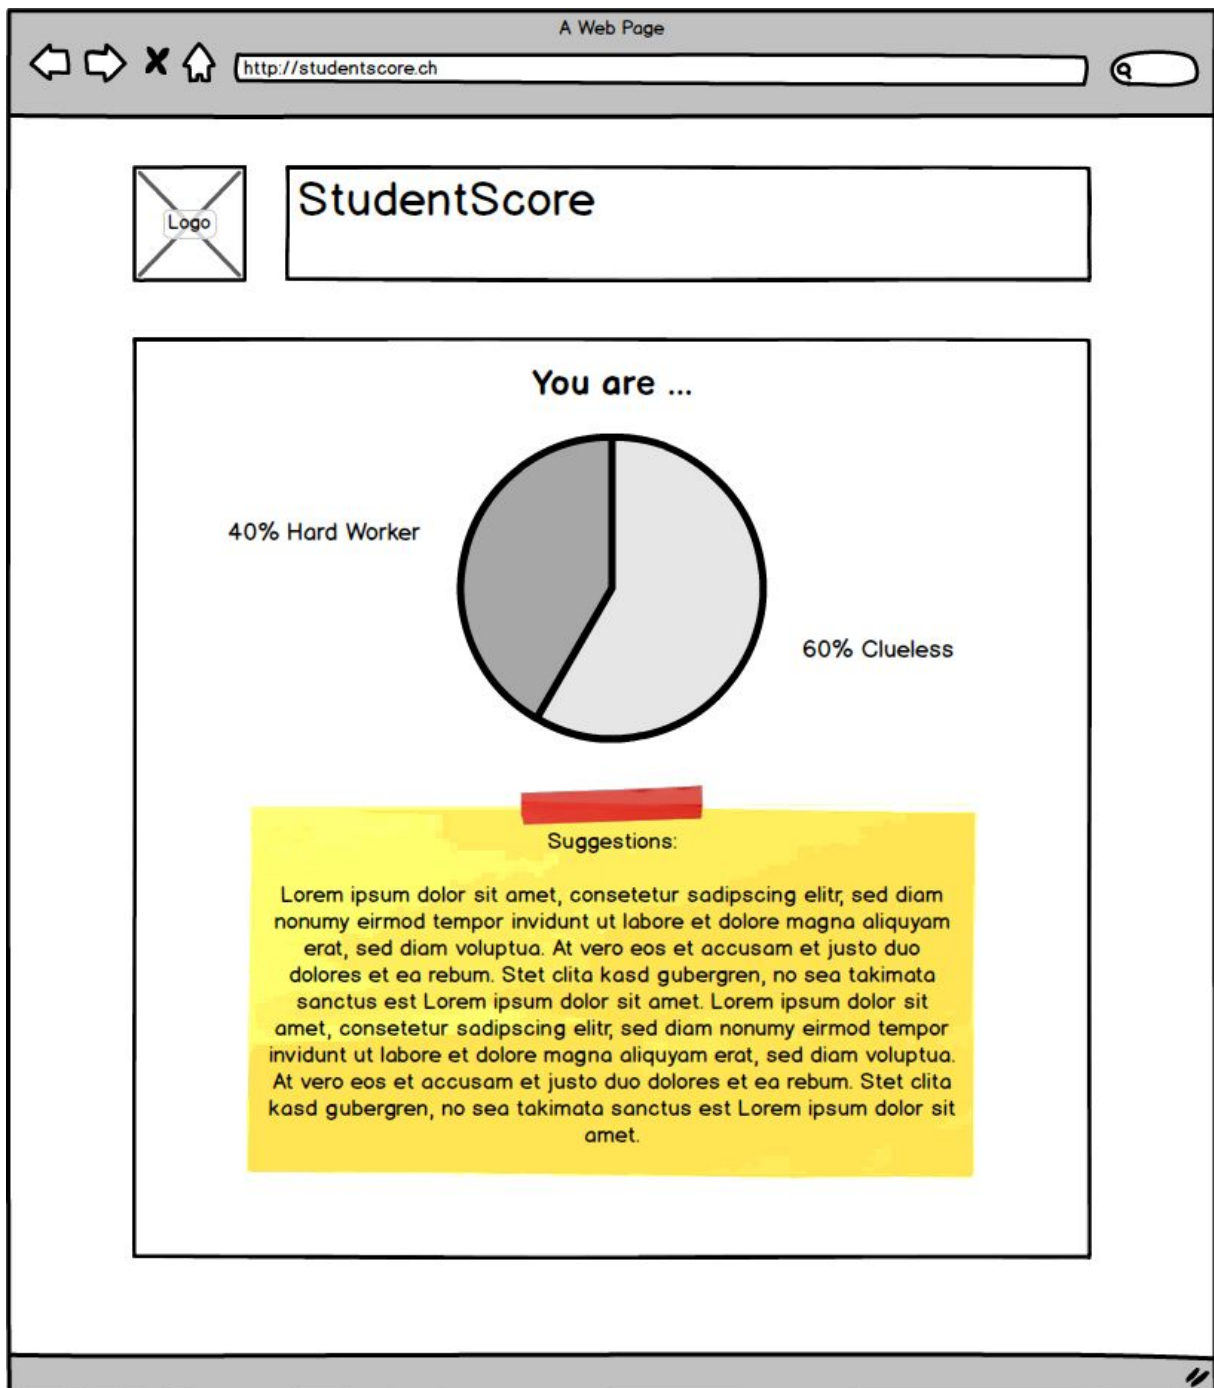 A Web Page
http://studentscore.ch
Logo
StudentScore
You are ...
40% Hard Worker
60% Clueless
Suggestions:
Lorem ipsum dolor sit amet, consetetur sadipscing elitr, sed diam
nonumy eirmod tempor invidunt ut labore et dolore magna aliquyam
erat, sed diam voluptua. At vero eos et accusam et justo duo
dolores et ea rebum. Stet clita kasd gubergren, no sea takimata
sanctus est Lorem ipsum dolor sit amet. Lorem ipsum dolor sit
amet, consetetur sadipscing elitr, sed diam nonumy eirmod tempor
invidunt ut labore et dolore magna aliquyam erat, sed diam voluptua.
At vero eos et accusam et justo duo dolores et ea rebum. Stet clita
kasd gubergren, no sea takimata sanctus est Lorem ipsum dolor sit
amet.